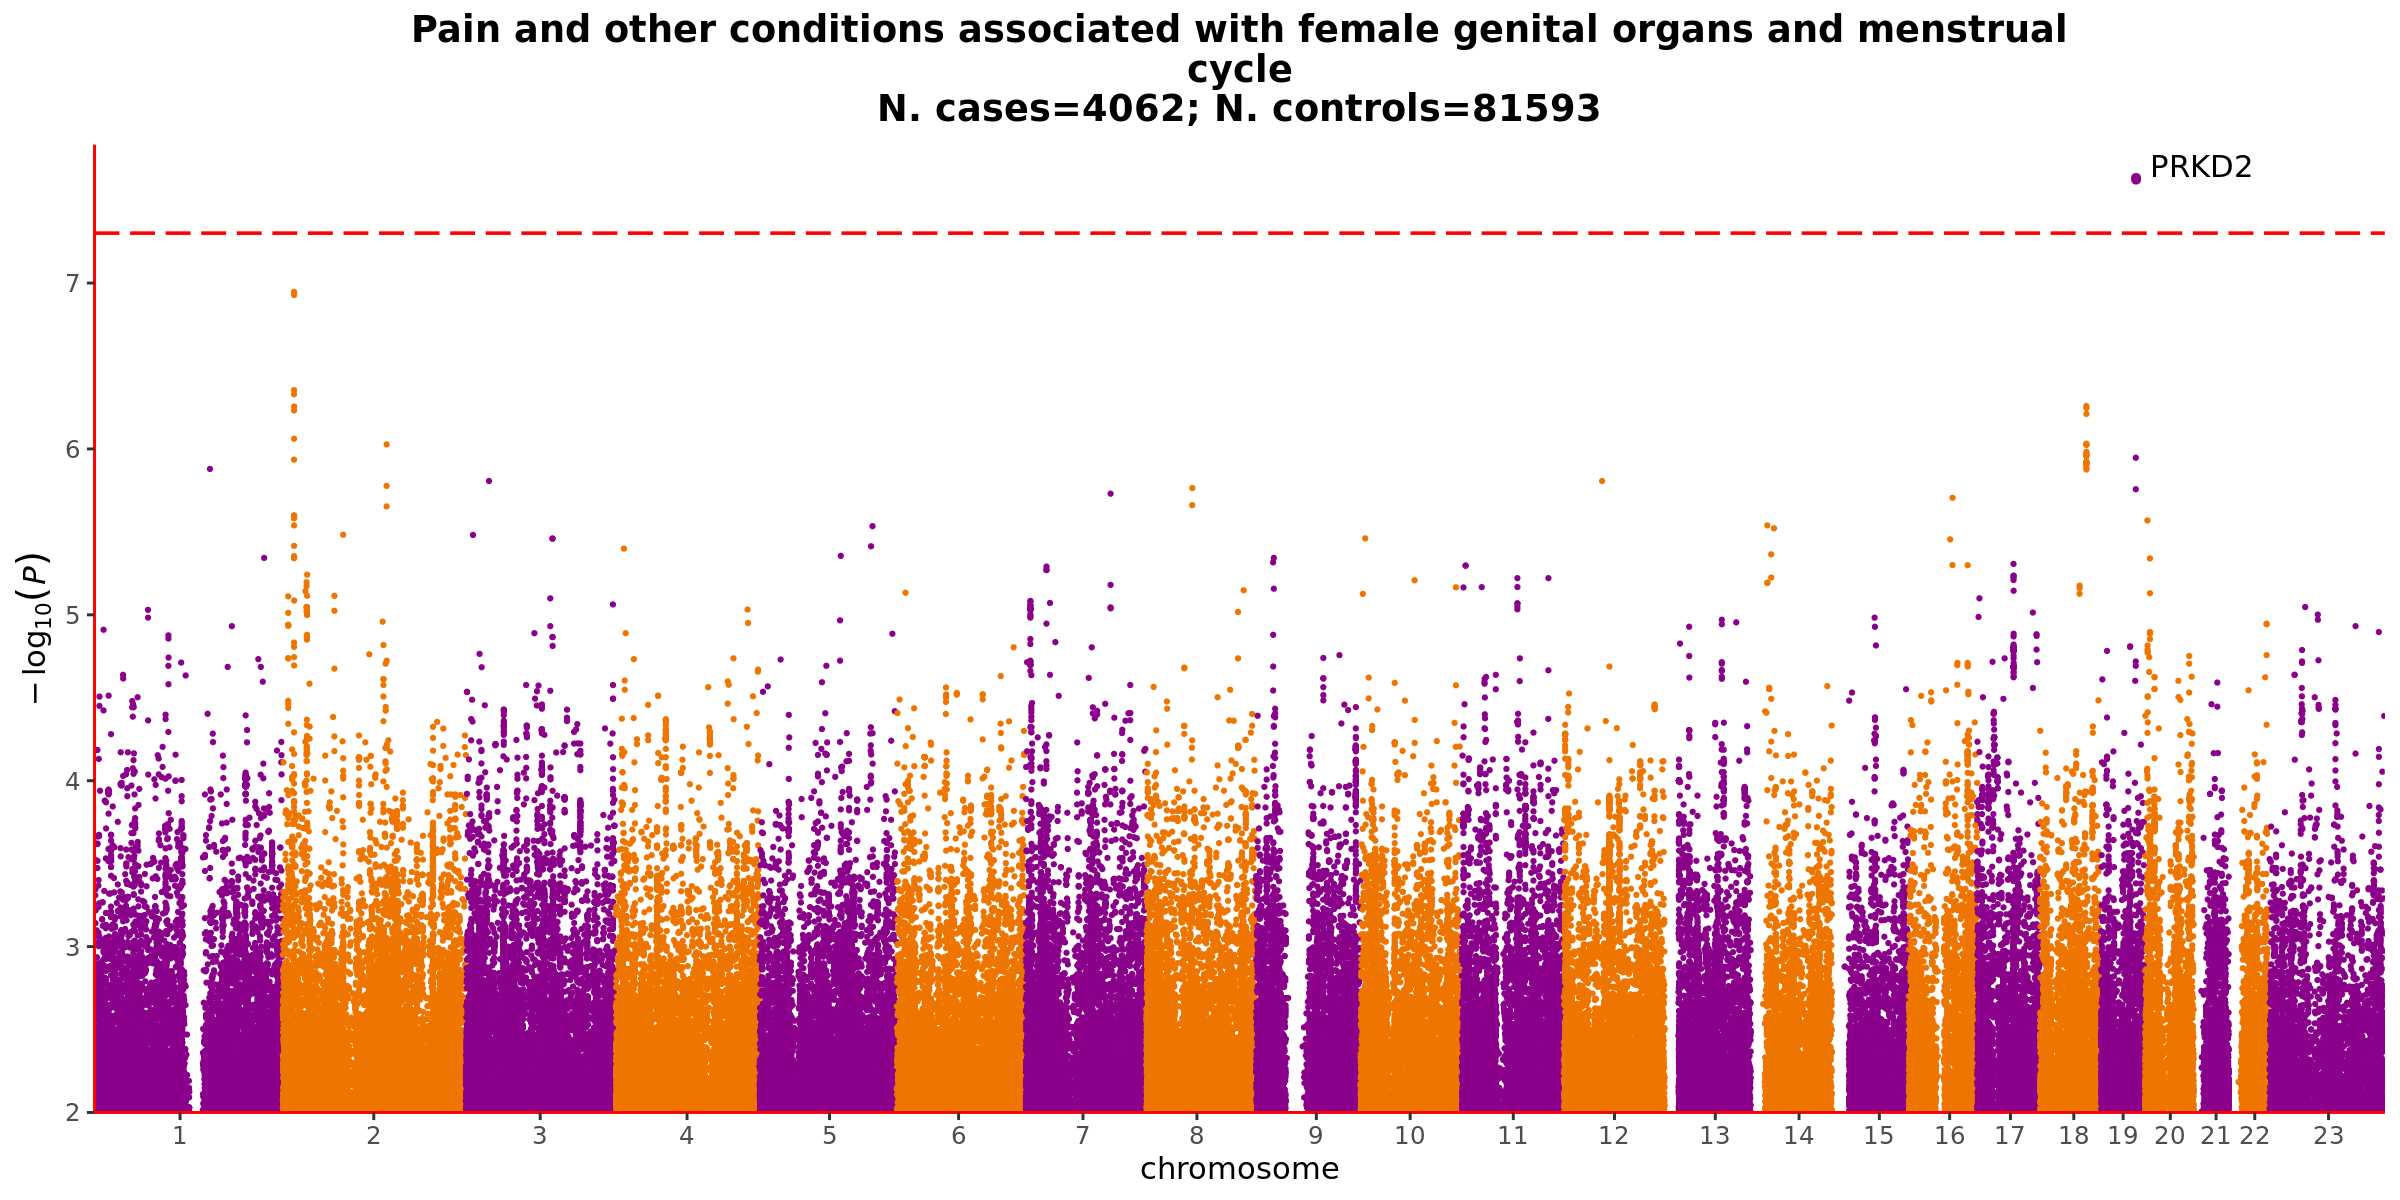 Pain and other conditions associated with female genital organs and menstrual
cycle
N. cases=4062; N. controls=81593
PRKD2
7
6
5
4
3
2
−log₁₀(P)
1 2 3 4 5 6 7 8 9 10 11 12 13 14 15 16 17 18 19 20 21 22 23
chromosome